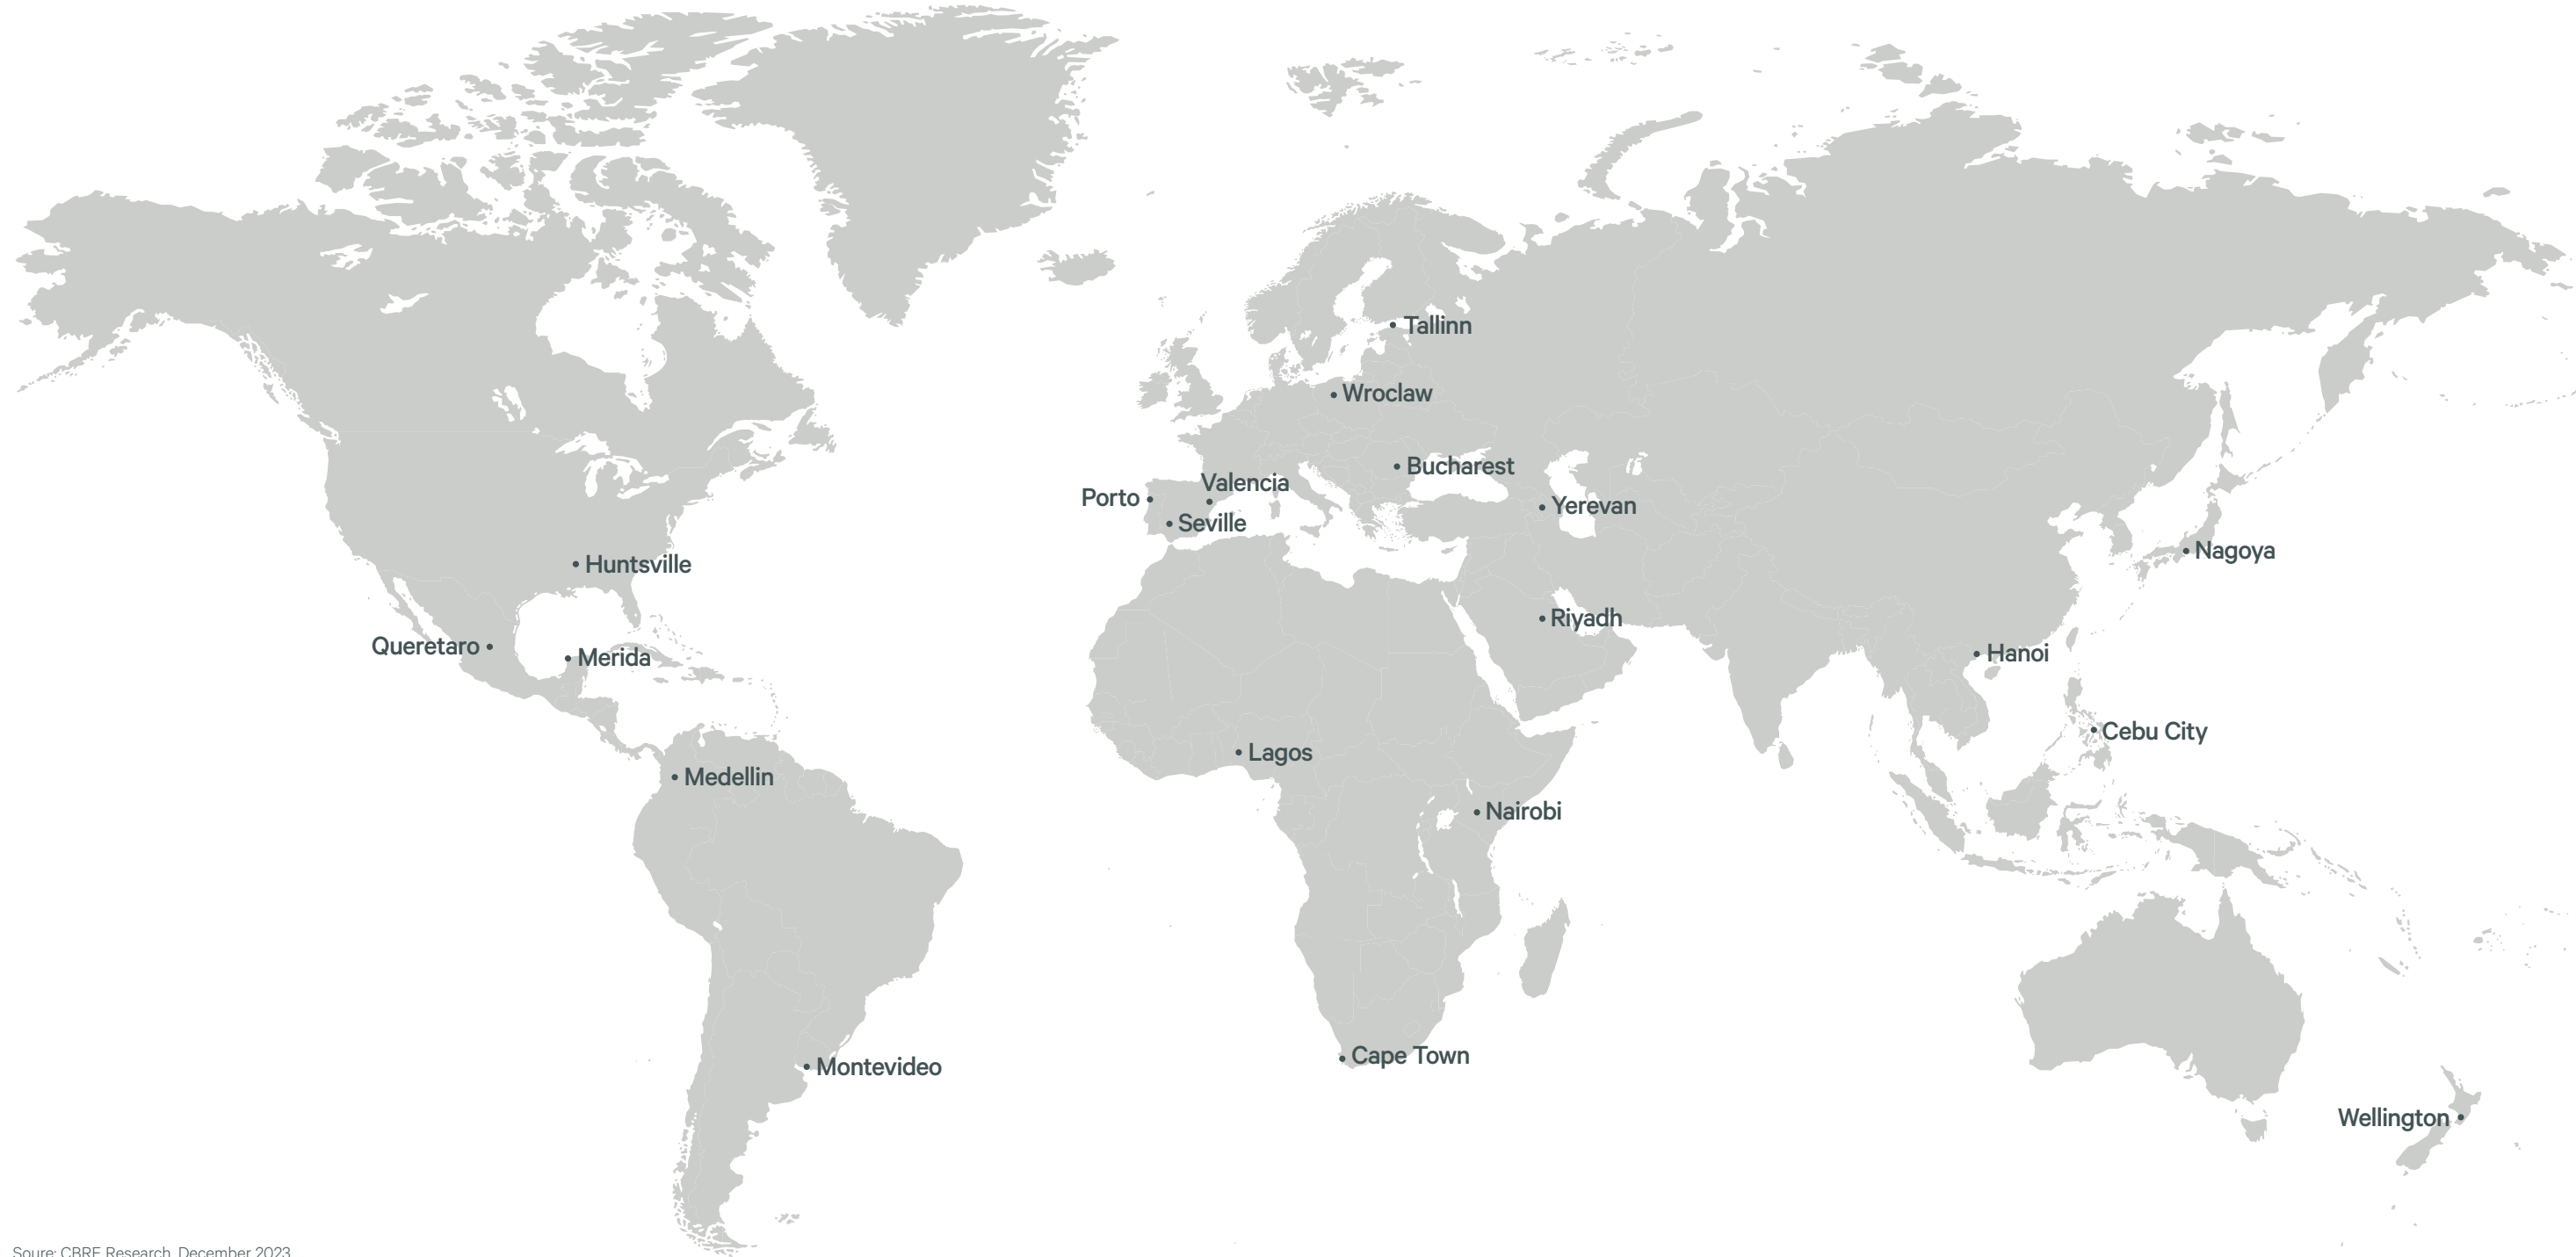 Tallinn
Wroclaw
Bucharest
Valencia
Porto
Yerevan
Seville
Nagoya
Huntsville
Riyadh
Queretaro
Hanoi
Merida
Cebu City
Lagos
Medellin
Nairobi
Cape Town
Montevideo
Wellington
Soure: CBRE Research, December 2023